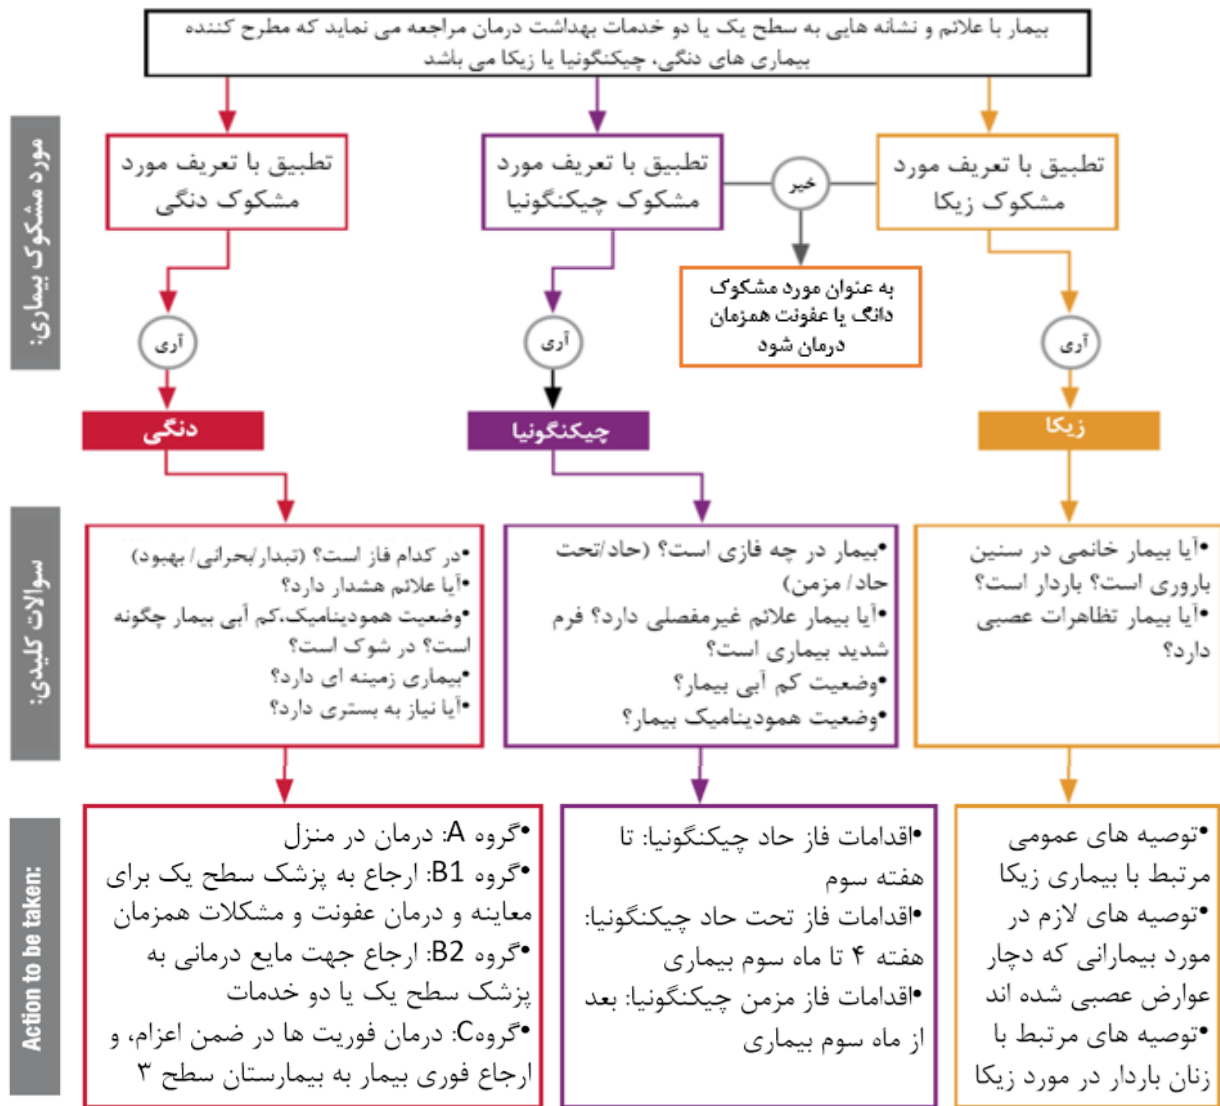 بیمار با علائم و نشانه هایی به سطح یک یا دو خدمات بهداشت درمان مراجعه می نماید که مطرح کننده
بیماری های دنگی، چیکنگونیا یا زیکا می باشد
مورد مشکوک بیماری:
تطبیق با تعریف مورد
مشکوک زیکا
خیر
تطبیق با تعریف مورد
مشکوک چیکنگونیا
تطبیق با تعریف مورد
مشکوک دنگی
به عنوان مورد مشکوک
دانگ یا عفونت همزمان
درمان شود
آری
آری
آری
زیکا
چیکنگونیا
دنگی
سوالات کلیدی:
•آیا بیمار خانمی در سنین
باروری است؟ باردار است؟
•آیا بیمار تظاهرات عصبی
دارد؟
•بیمار در چه فازی است؟ (حاد/تحت
حاد/ مزمن)
•آیا بیمار علائم غیرمفصلی دارد؟ فرم
شدید بیماری است؟
•وضعیت کم آبی بیمار؟
•وضعیت همودینامیک بیمار؟
•در کدام فاز است؟ (تبدار/بحرانی/ بهبود)
•آیا علائم هشدار دارد؟
•وضعیت همودینامیک،کم آبی بیمار چگونه
است؟ در شوک است؟
•بیماری زمینه ای دارد؟
•آیا نیاز به بستری دارد؟
Action to be taken:
•توصیه های عمومی
مرتبط با بیماری زیکا
•توصیه های لازم در
مورد بیمارانی که دچار
عوارض عصبی شده اند
•توصیه های مرتبط با
زنان باردار در مورد زیکا
•اقدامات فاز حاد چیکنگونیا: تا
هفته سوم
•اقدامات فاز تحت حاد چیکنگونیا:
هفته ۴ تا ماه سوم بیماری
•اقدامات فاز مزمن چیکنگونیا: بعد
از ماه سوم بیماری
•گروه A: درمان در منزل
•گروه B1: ارجاع به پزشک سطح یک برای
معاینه و درمان عفونت و مشکلات همزمان
•گروه B2: ارجاع جهت مایع درمانی به
پزشک سطح یک یا دو خدمات
•گروهC: درمان فوریت ها در ضمن اعزام، و
ارجاع فوری بیمار به بیمارستان سطح ۳